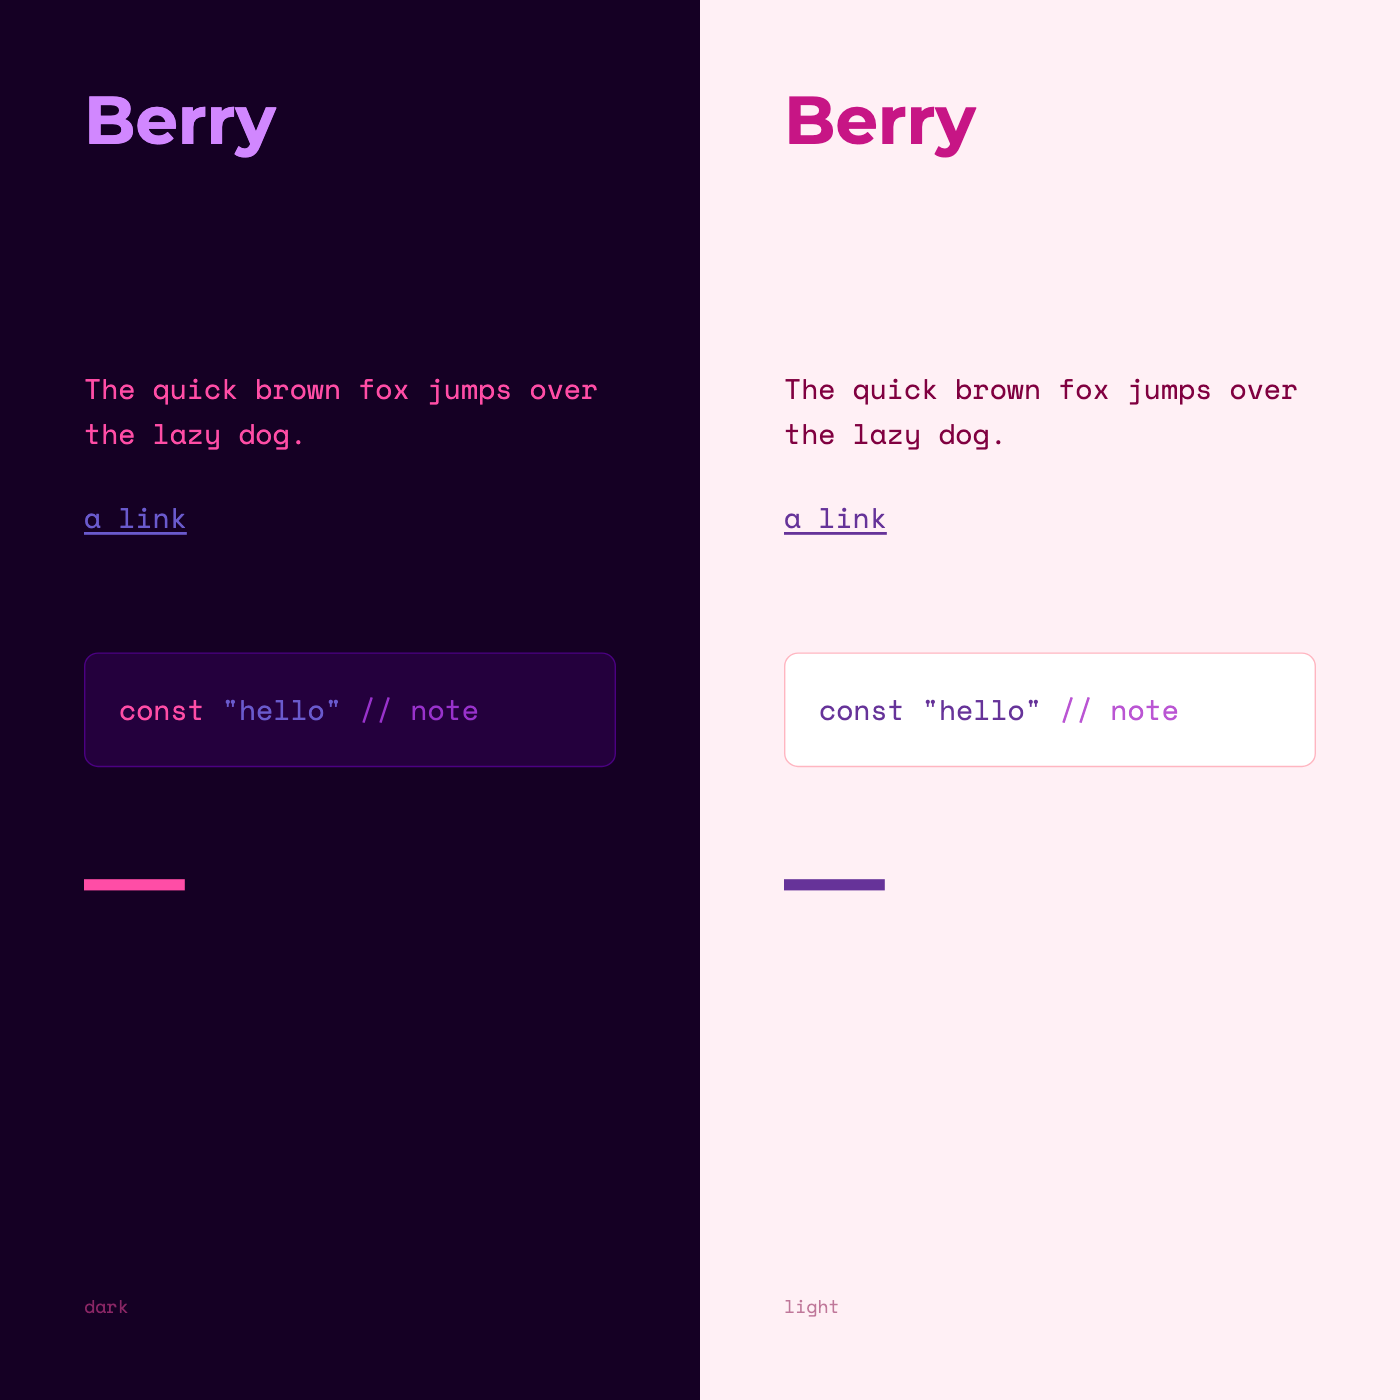 Berry
The quick brown fox jumps over
the lazy dog.
a link
const "hello" // note
dark
Berry
The quick brown fox jumps over
the lazy dog.
a link
const "hello" // note
light